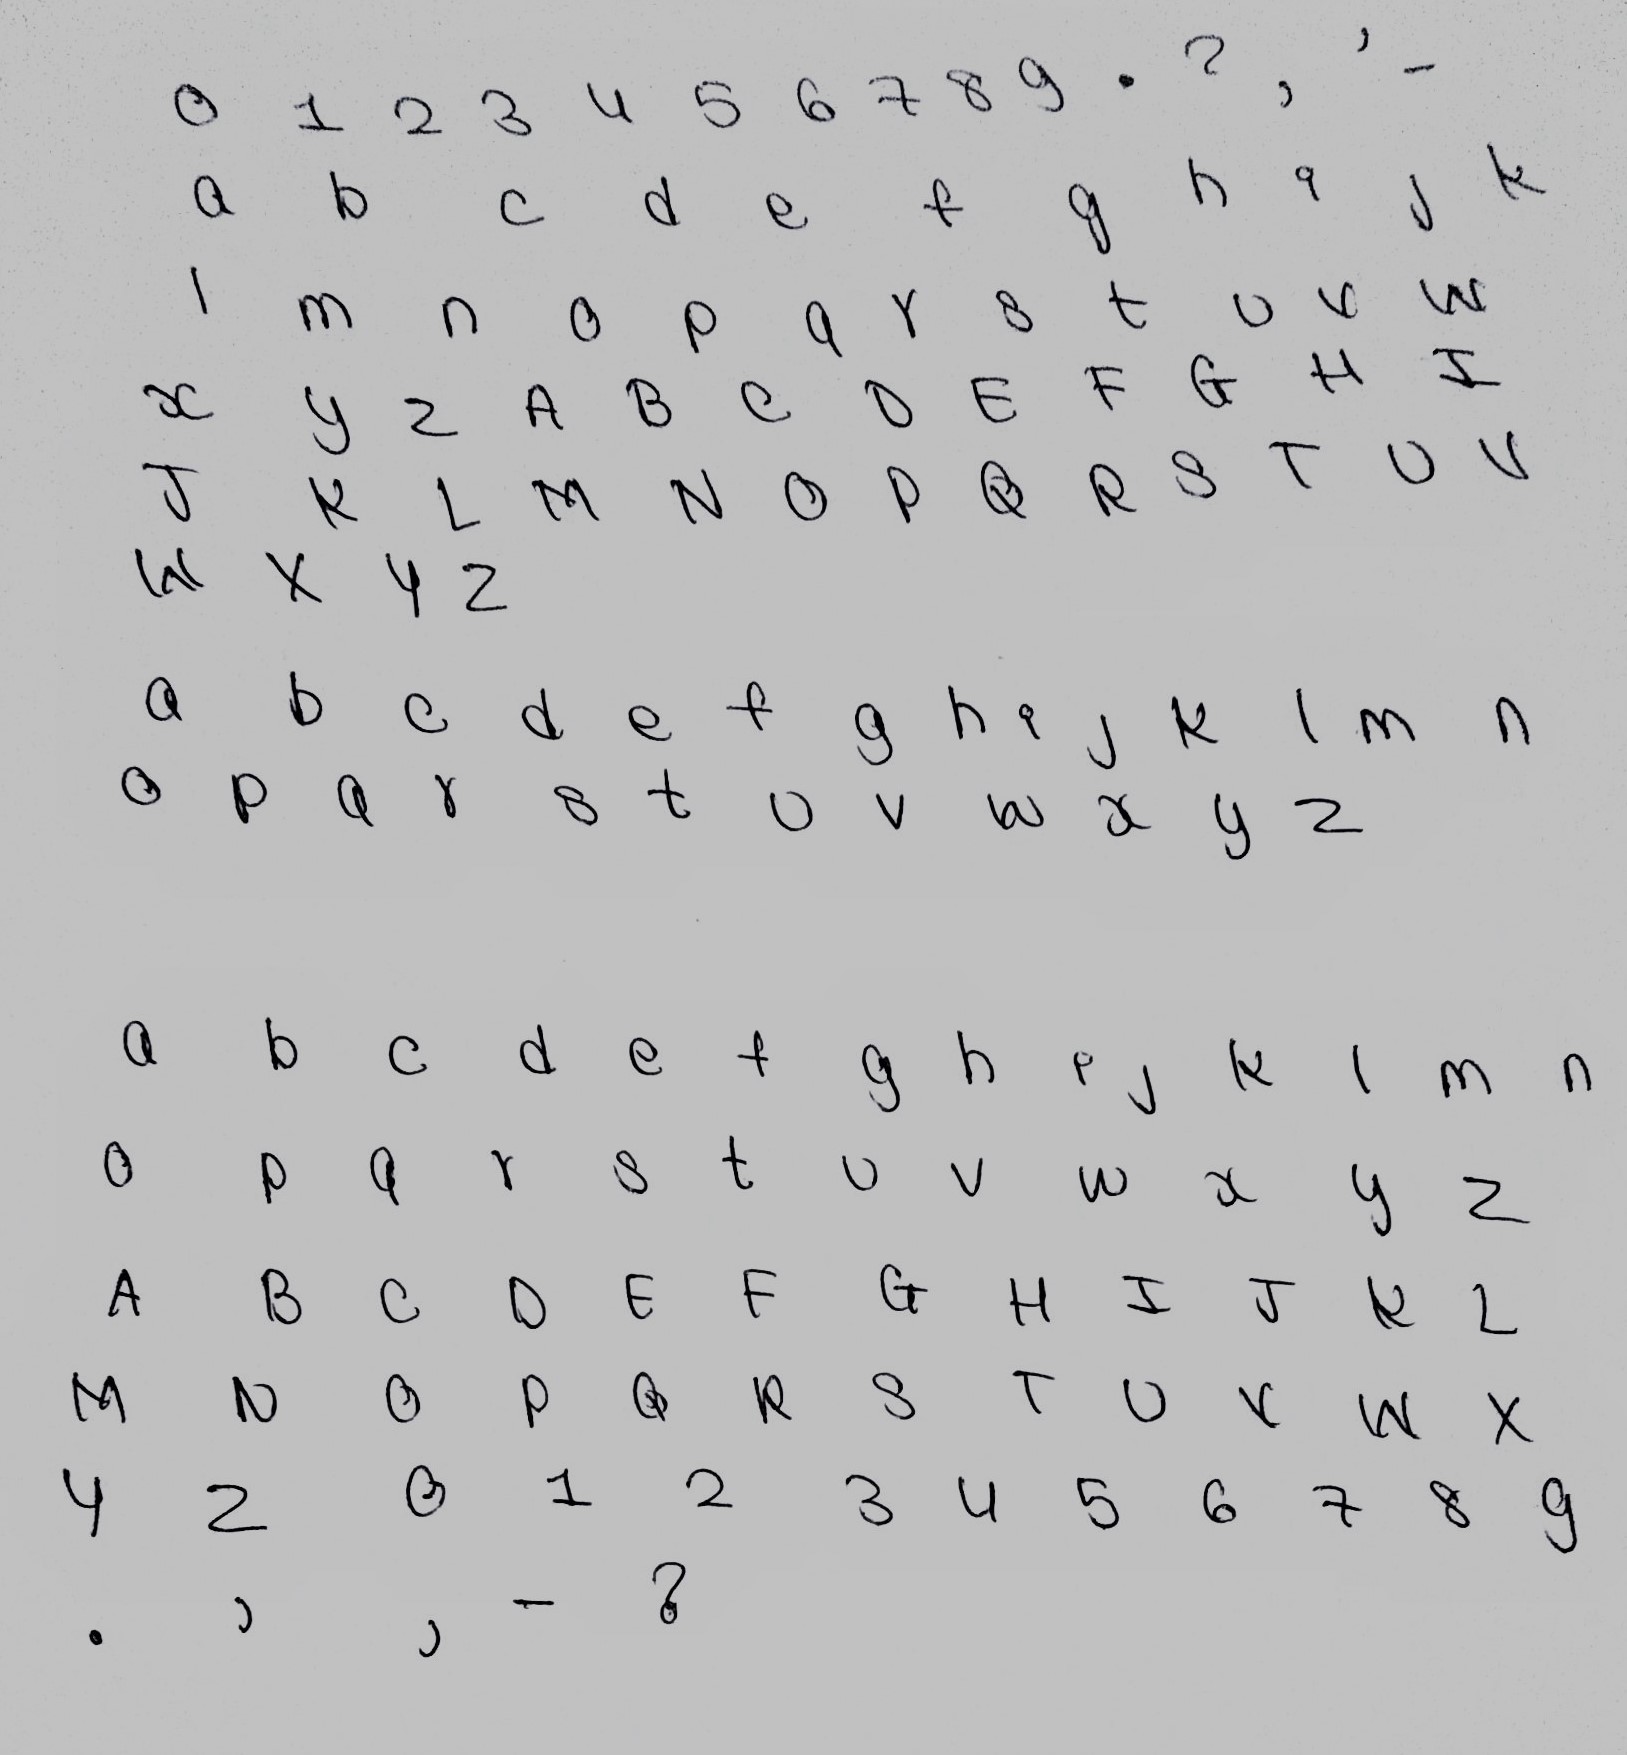 0 1 2 3 4 5 6 7 8 9 . ? , ' -
a b c d e f g h i j k
l m n o p q r s t u v w
x y z A B C D E F G H I
J K L M N O P Q R S T U V
W X Y Z
a b c d e f g h i j k l m n
o p q r s t u v w x y z
a b c d e f g h i j k l m n
o p q r s t u v w x y z
A B C D E F G H I J K L
M N O P Q R S T U V W X
Y Z 0 1 2 3 4 5 6 7 8 9
. ' , - ?